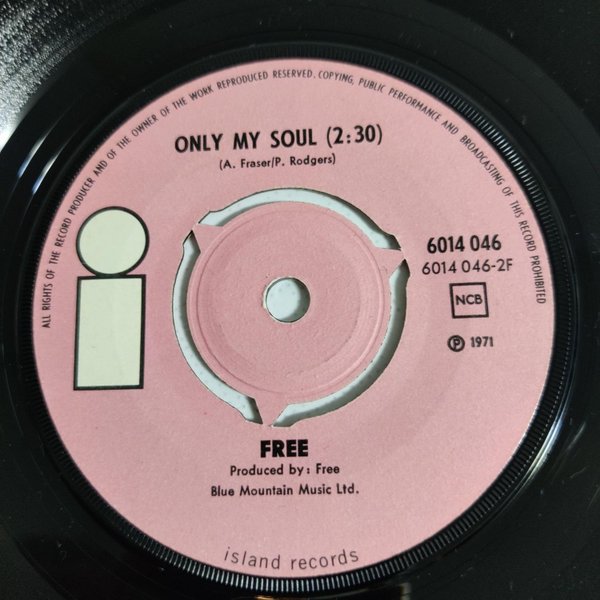 ALL RIGHTS OF THE RECORD PRODUCER AND OF THE OWNER OF THE WORK REPRODUCED RESERVED. COPYING, PUBLIC PERFORMANCE AND BROADCASTING OF THIS RECORD PROHIBITED
ONLY MY SOUL (2:30)
(A. Fraser/P. Rodgers)
i
6014 046
6014 046-2F
NCB
℗ 1971
FREE
Produced by: Free
Blue Mountain Music Ltd.
island records